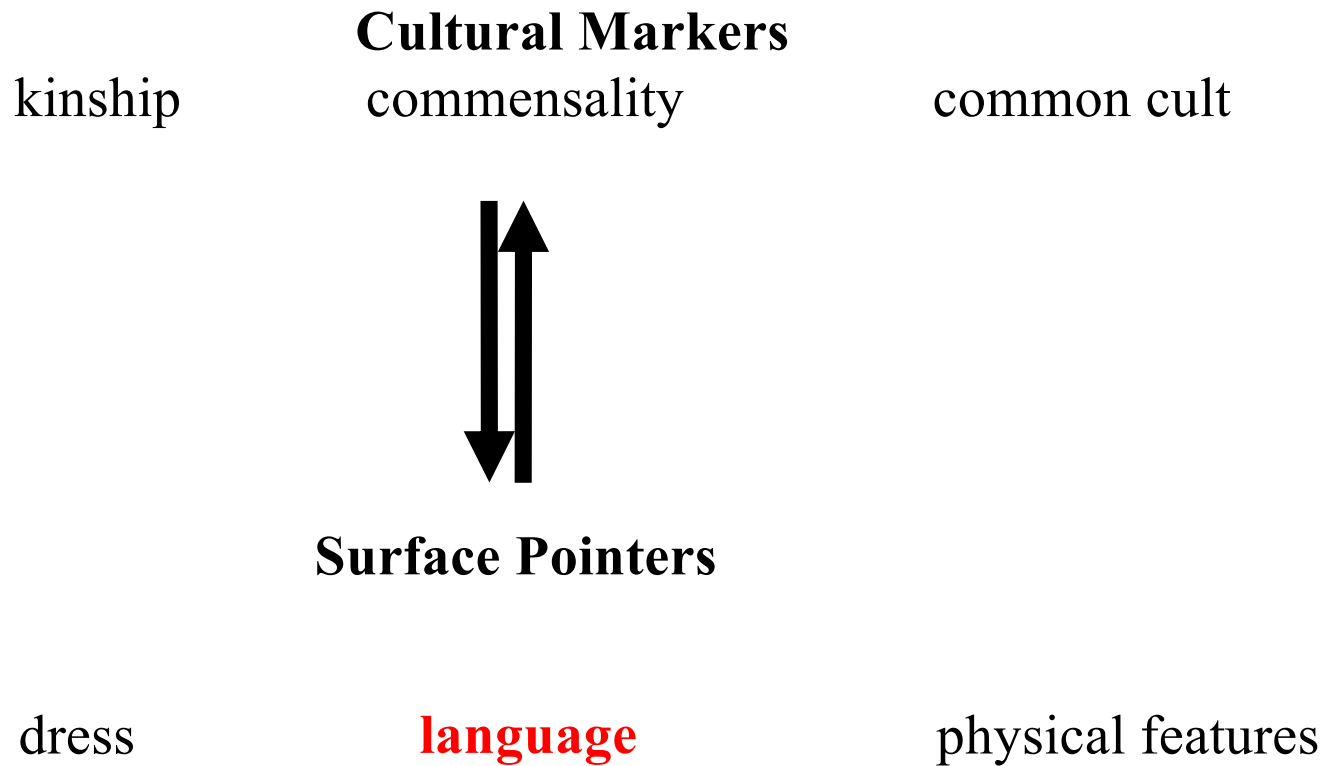 Cultural Markers
kinship commensality common cult
Surface Pointers
dress language physical features